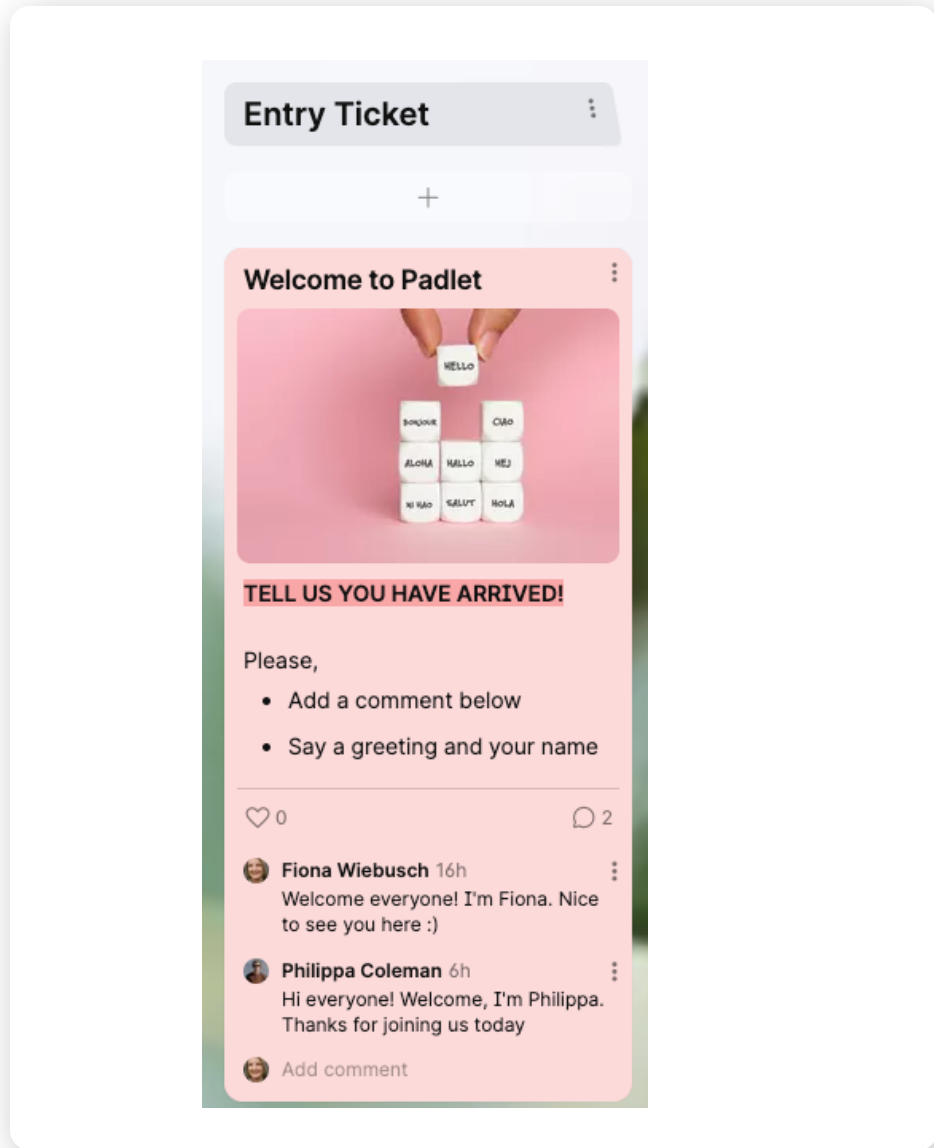 Entry Ticket
+
Welcome to Padlet
HELLO
BONJOUR CIAO
ALOHA HALLO HEJ
NI HAO SALUT HOLA
TELL US YOU HAVE ARRIVED!
Please,
• Add a comment below
• Say a greeting and your name
0 2
Fiona Wiebusch 16h
Welcome everyone! I'm Fiona. Nice
to see you here :)
Philippa Coleman 6h
Hi everyone! Welcome, I'm Philippa.
Thanks for joining us today
Add comment